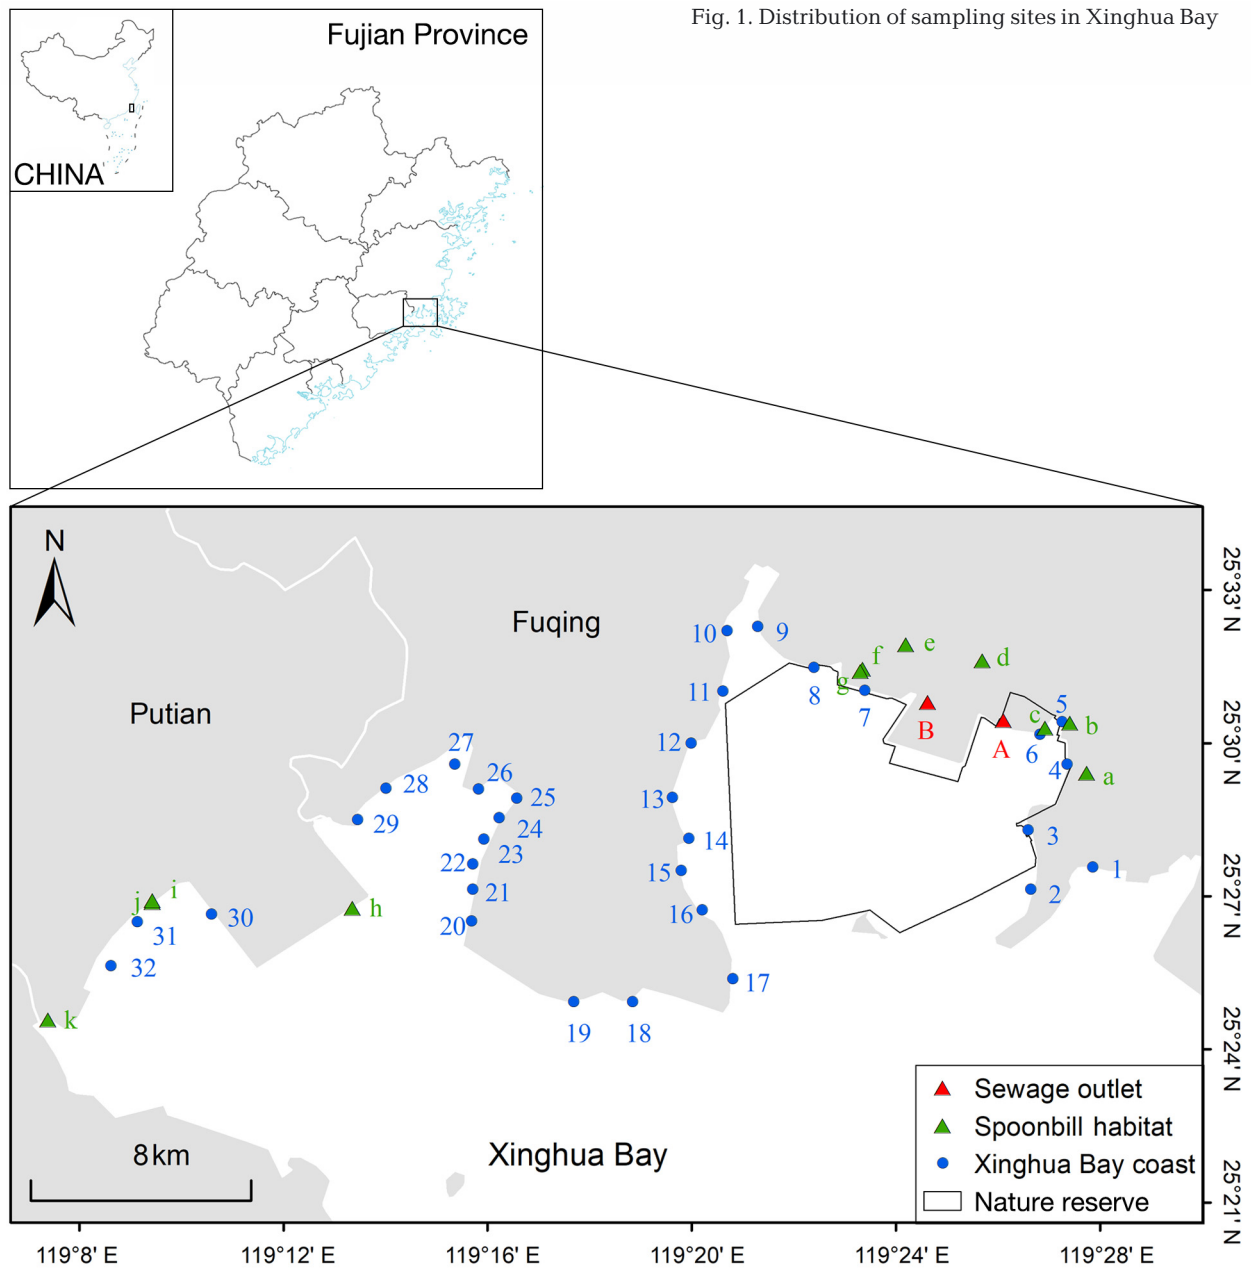 Fig. 1. Distribution of sampling sites in Xinghua Bay
Fujian Province
CHINA
N
Fuqing
Putian
Xinghua Bay
8 km
10
9
11
12
13
14
15
16
17
18
19
20
21
22
23
24
25
26
27
28
29
30
31
32
8
7
6
5
4
3
2
1
a
b
c
d
e
f
g
h
i
j
k
A
B
Sewage outlet
Spoonbill habitat
Xinghua Bay coast
Nature reserve
25°33' N
25°30' N
25°27' N
25°24' N
25°21' N
119°8' E
119°12' E
119°16' E
119°20' E
119°24' E
119°28' E